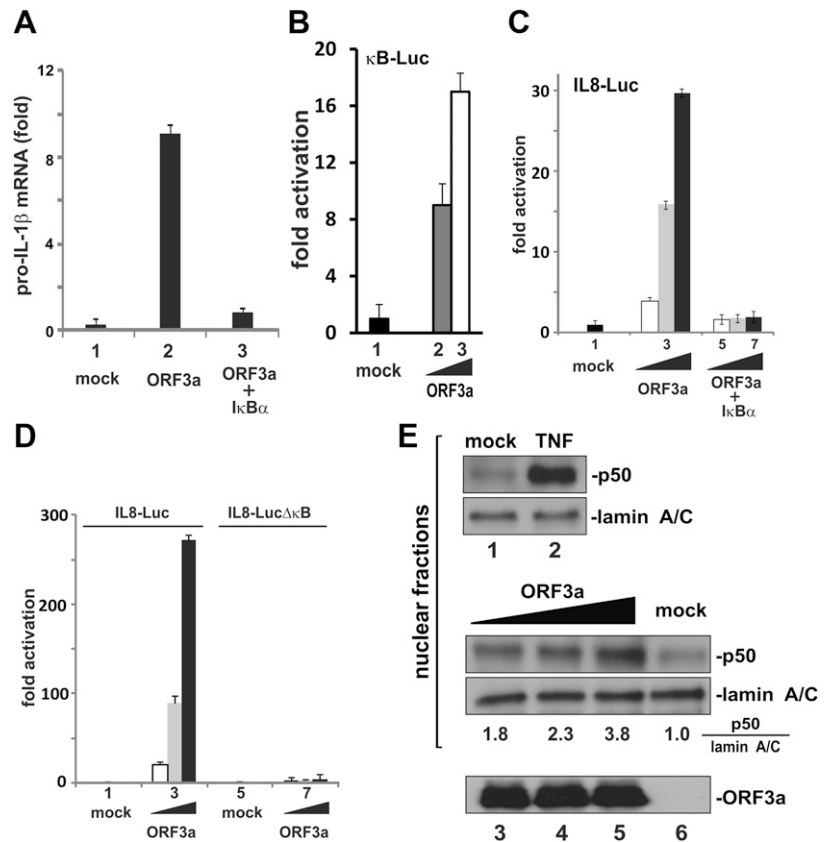 A
pro-IL-1β mRNA (fold)
12
8
4
0
1 2 3
mock ORF3a ORF3a
+
IκBα
B
κB-Luc
fold activation
20
16
12
8
4
0
1 2 3
mock ORF3a
C
IL8-Luc
fold activation
30
20
10
0
1 3 5 7
mock ORF3a ORF3a
+
IκBα
D
IL8-Luc IL8-LucΔκB
fold activation
300
200
100
0
1 3 5 7
mock ORF3a mock ORF3a
E
nuclear fractions
mock TNF
-p50
-lamin A/C
1 2
ORF3a mock
-p50
-lamin A/C
1.8 2.3 3.8 1.0 p50
lamin A/C
-ORF3a
3 4 5 6